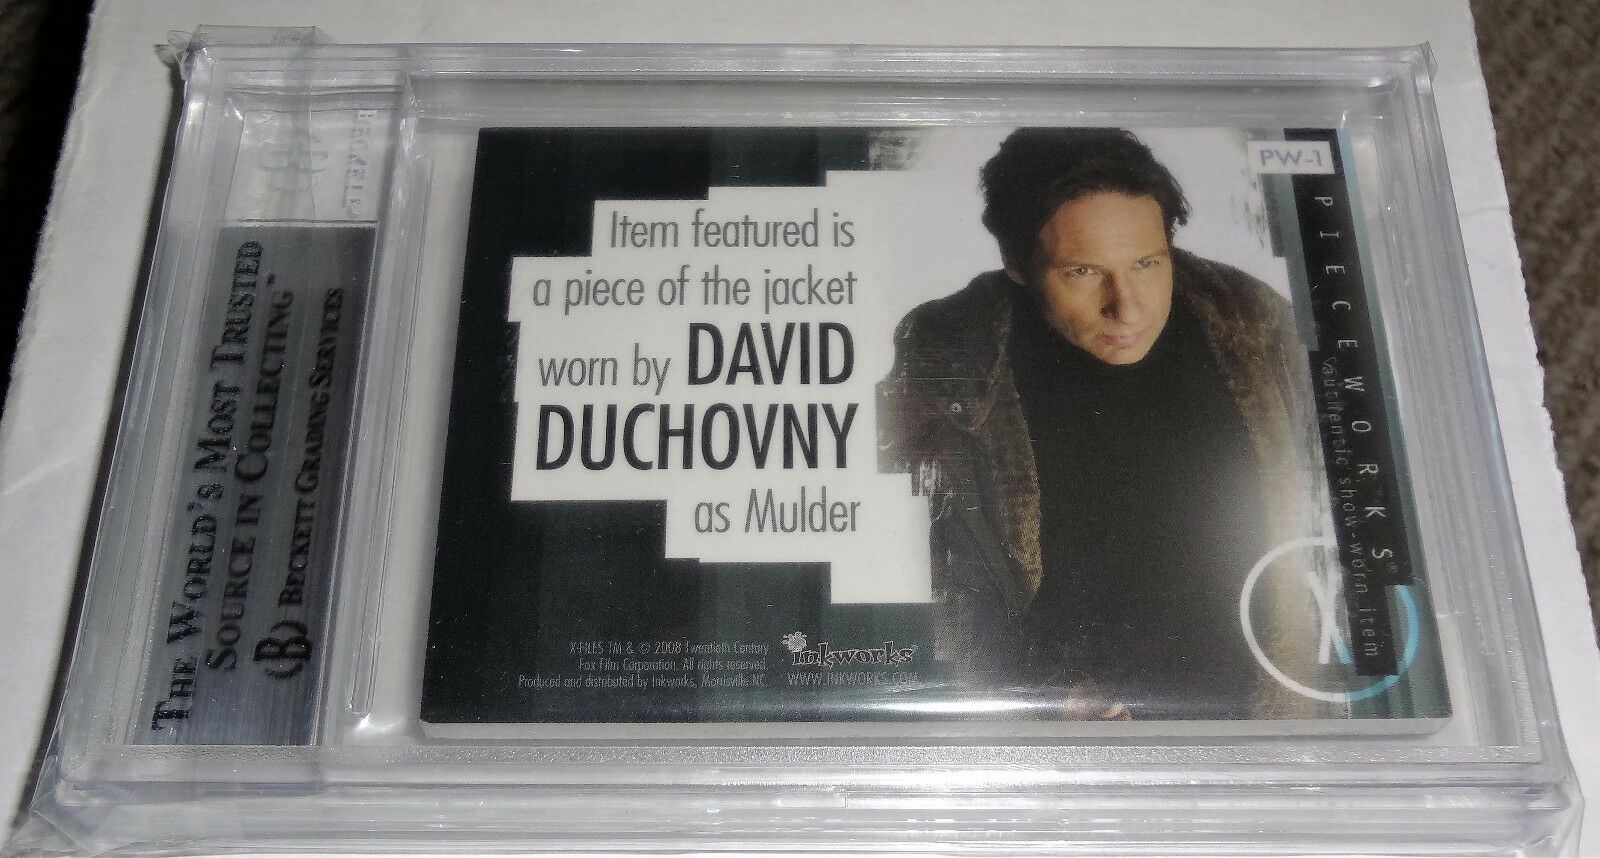 THE WORLD'S MOST TRUSTED
SOURCE IN COLLECTING™
BECKETT GRADING SERVICES
Item featured is
a piece of the jacket
worn by DAVID
DUCHOVNY
as Mulder
X-FILES TM & © 2008 Twentieth Century
Fox Film Corporation. All rights reserved.
Produced and distributed by Inkworks, Morrisville NC
inkworks®
WWW.INKWORKS.COM
PW-1
PIECEWORKS®
authentic show-worn item
X